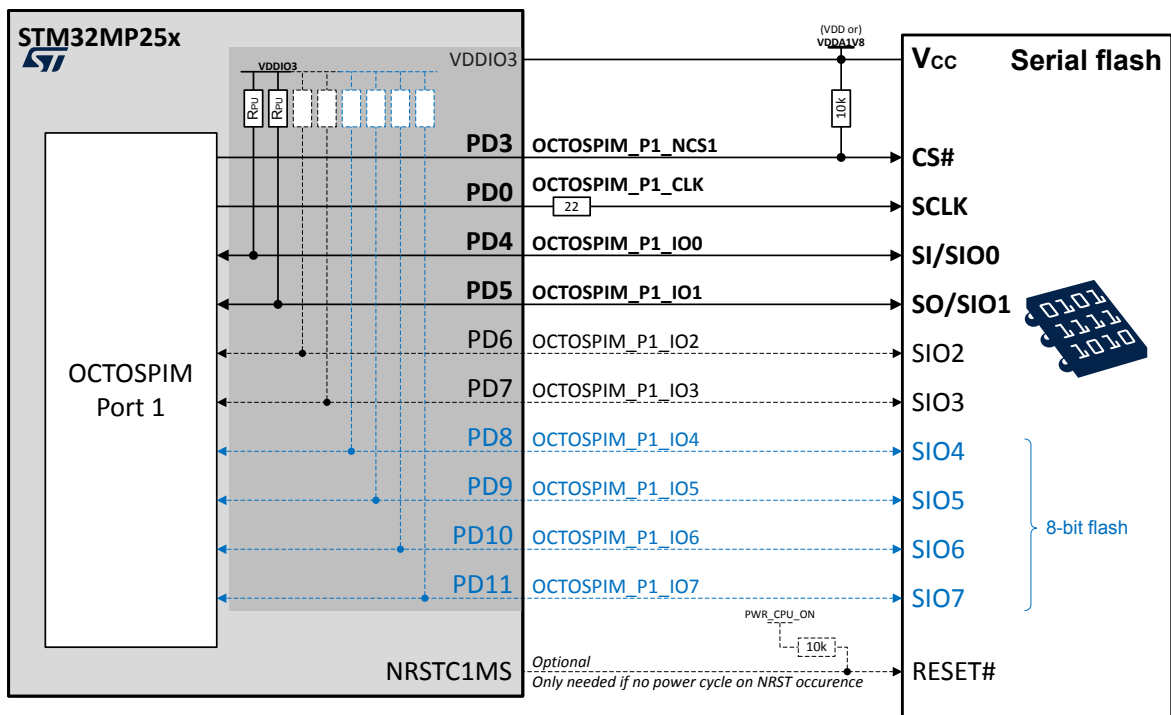 STM32MP25x
VDDIO3
(VDD or)
VDDA1V8
VCC
Serial flash
VDDIO3
RPU
RPU
10k
PD3
OCTOSPIM_P1_NCS1
CS#
PD0
OCTOSPIM_P1_CLK
22
SCLK
PD4
OCTOSPIM_P1_IO0
SI/SIO0
PD5
OCTOSPIM_P1_IO1
SO/SIO1
0101
1111
1010
OCTOSPIM
Port 1
PD6
OCTOSPIM_P1_IO2
SIO2
PD7
OCTOSPIM_P1_IO3
SIO3
PD8
OCTOSPIM_P1_IO4
SIO4
PD9
OCTOSPIM_P1_IO5
SIO5
8-bit flash
PD10
OCTOSPIM_P1_IO6
SIO6
PD11
OCTOSPIM_P1_IO7
SIO7
PWR_CPU_ON
10k
NRSTC1MS
Optional
Only needed if no power cycle on NRST occurence
RESET#